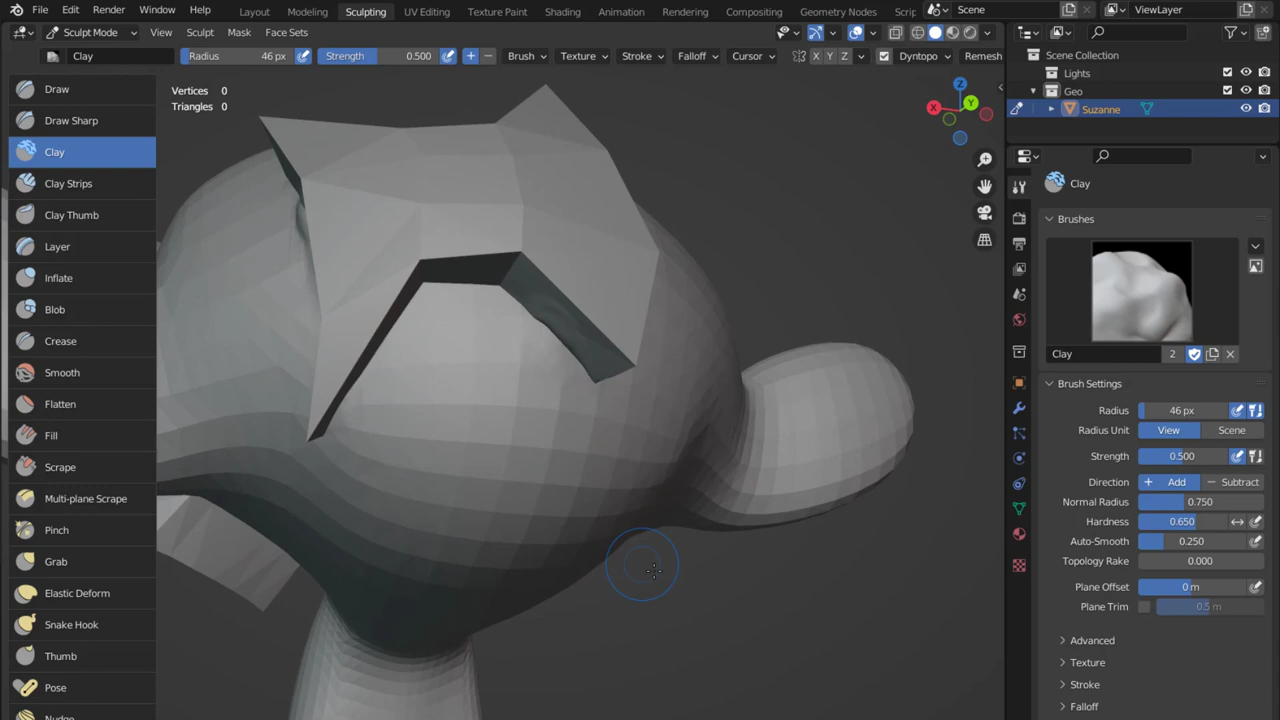 File Edit Render Window Help Layout Modeling Sculpting UV Editing Texture Paint Shading Animation Rendering Compositing Geometry Nodes Scrip Scene ViewLayer
Sculpt Mode View Sculpt Mask Face Sets
Clay Radius 46 px Strength 0.500 + − Brush Texture Stroke Falloff Cursor X Y Z Dyntopo Remesh
Scene Collection
Lights
Geo
Suzanne
Vertices 0
Triangles 0
X Y Z
Draw
Draw Sharp
Clay
Clay Strips
Clay Thumb
Layer
Inflate
Blob
Crease
Smooth
Flatten
Fill
Scrape
Multi-plane Scrape
Pinch
Grab
Elastic Deform
Snake Hook
Thumb
Pose
Nudge
Clay
Brushes
Clay 2
Brush Settings
Radius 46 px
Radius Unit View Scene
Strength 0.500
Direction + Add − Subtract
Normal Radius 0.750
Hardness 0.650
Auto-Smooth 0.250
Topology Rake 0.000
Plane Offset 0 m
Plane Trim 0.5 m
Advanced
Texture
Stroke
Falloff